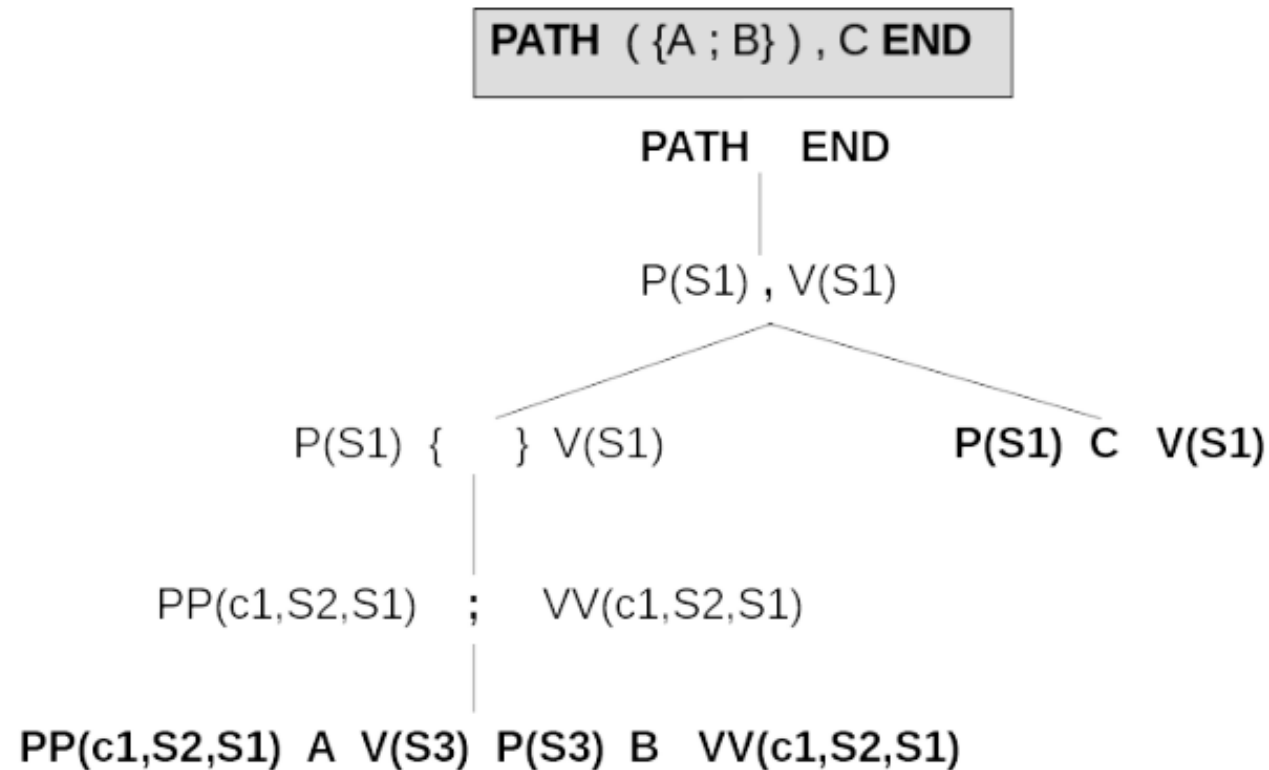 PATH ( {A ; B} ) , C END
PATH END
P(S1) , V(S1)
P(S1) { } V(S1) P(S1) C V(S1)
PP(c1,S2,S1) ; VV(c1,S2,S1)
PP(c1,S2,S1) A V(S3) P(S3) B VV(c1,S2,S1)